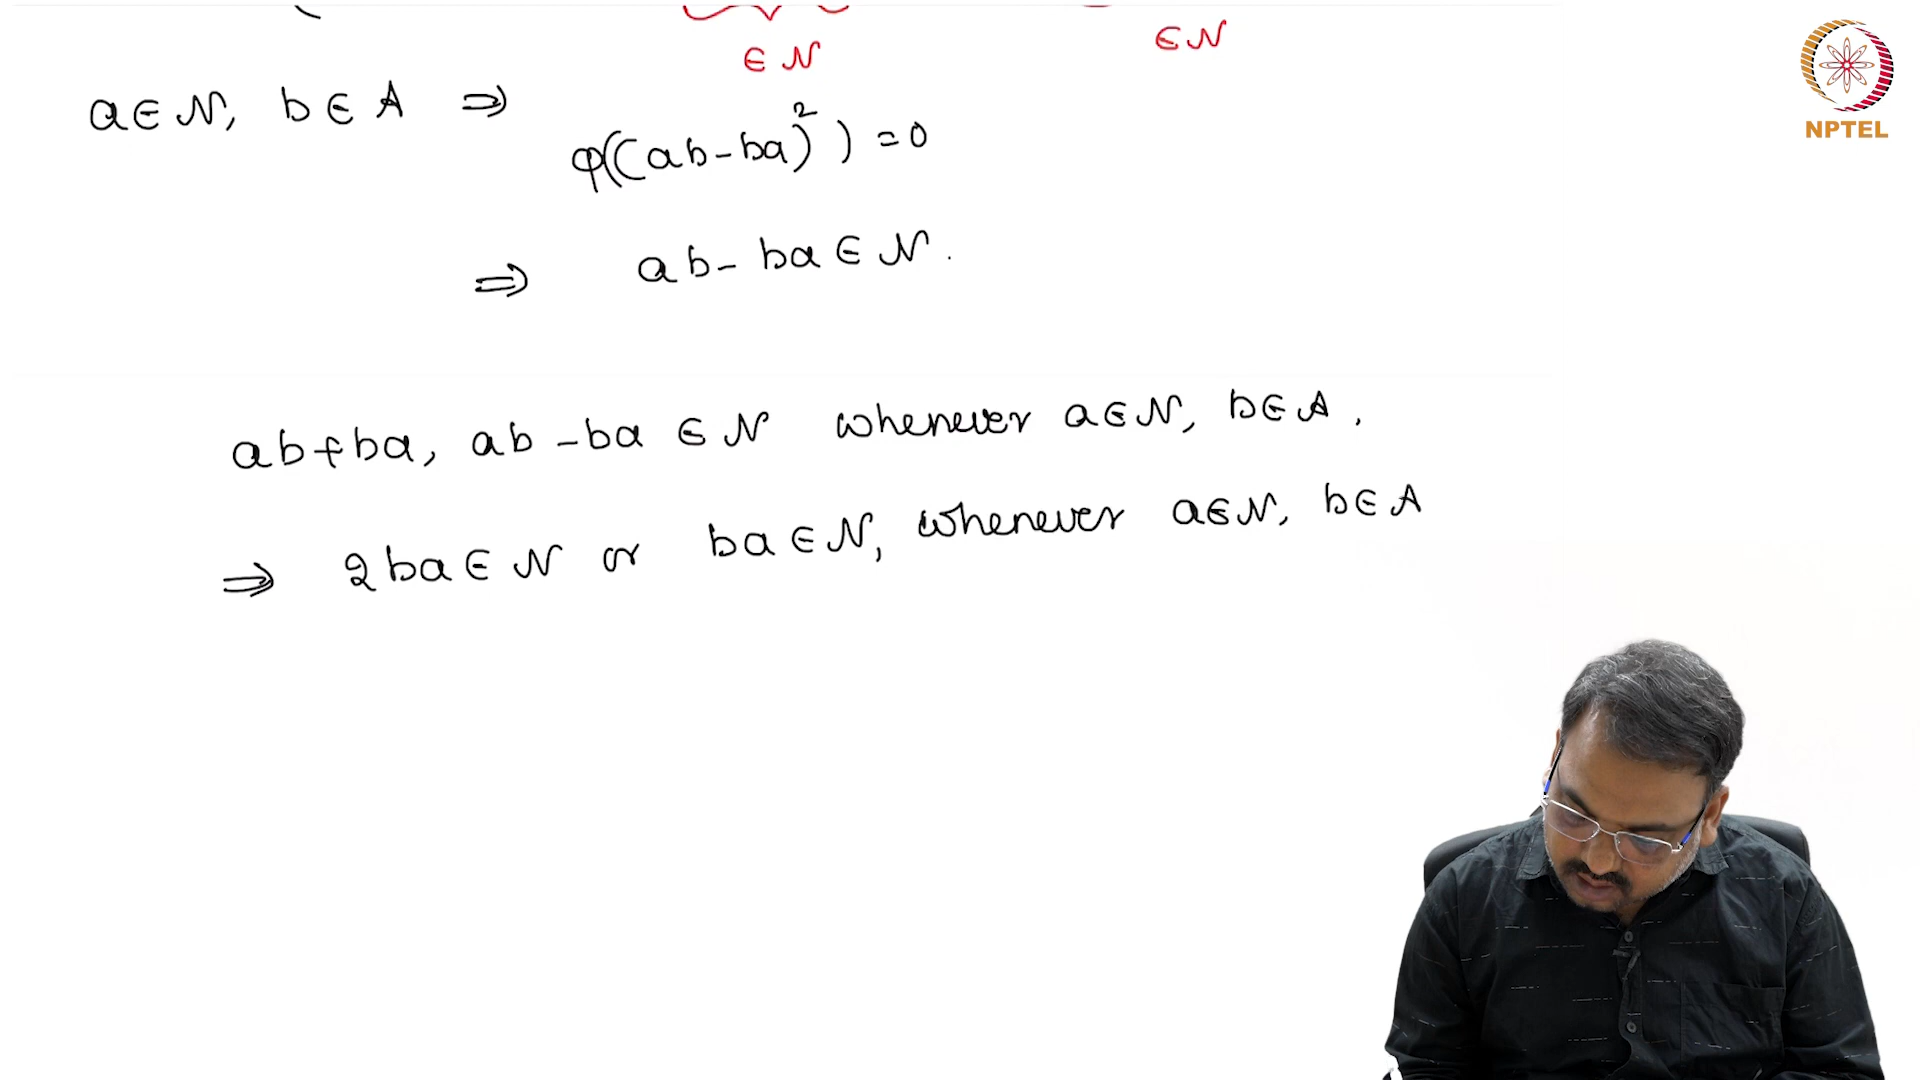 ∈ N
∈ N
a ∈ N, b ∈ A ⇒
φ((ab - ba)²) = 0
⇒ ab - ba ∈ N.
ab + ba, ab - ba ∈ N whenever a ∈ N, b ∈ A.
⇒ 2ba ∈ N or ba ∈ N, whenever a ∈ N, b ∈ A
NPTEL